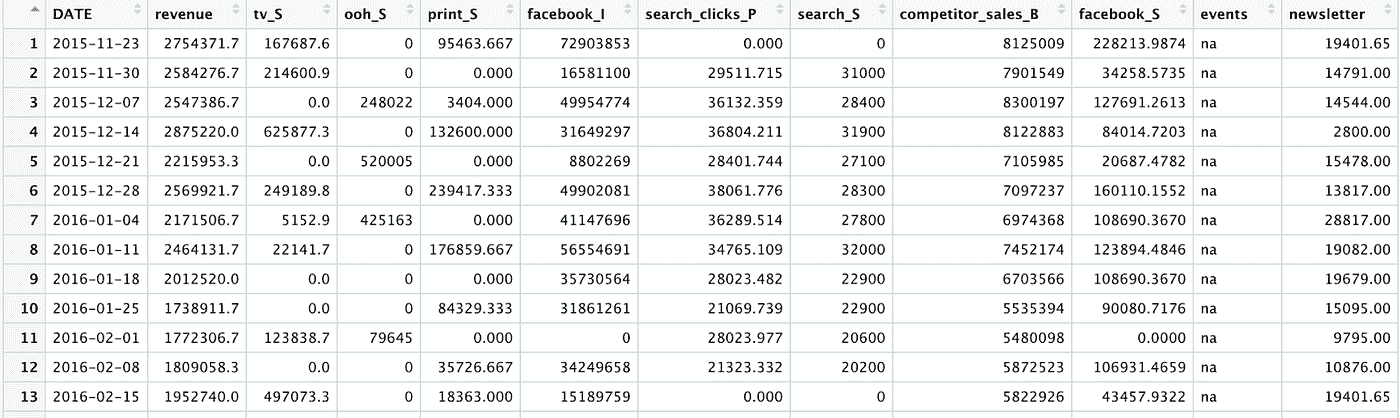 DATE revenue tv_S ooh_S print_S facebook_I search_clicks_P search_S competitor_sales_B facebook_S events newsletter
1 2015-11-23 2754371.7 167687.6 0 95463.667 72903853 0.000 0 8125009 228213.9874 na 19401.65
2 2015-11-30 2584276.7 214600.9 0 0.000 16581100 29511.715 31000 7901549 34258.5735 na 14791.00
3 2015-12-07 2547386.7 0.0 248022 3404.000 49954774 36132.359 28400 8300197 127691.2613 na 14544.00
4 2015-12-14 2875220.0 625877.3 0 132600.000 31649297 36804.211 31900 8122883 84014.7203 na 2800.00
5 2015-12-21 2215953.3 0.0 520005 0.000 8802269 28401.744 27100 7105985 20687.4782 na 15478.00
6 2015-12-28 2569921.7 249189.8 0 239417.333 49902081 38061.776 28300 7097237 160110.1552 na 13817.00
7 2016-01-04 2171506.7 5152.9 425163 0.000 41147696 36289.514 27800 6974368 108690.3670 na 28817.00
8 2016-01-11 2464131.7 22141.7 0 176859.667 56554691 34765.109 32000 7452174 123894.4846 na 19082.00
9 2016-01-18 2012520.0 0.0 0 0.000 35730564 28023.482 22900 6703566 108690.3670 na 19679.00
10 2016-01-25 1738911.7 0.0 0 84329.333 31861261 21069.739 22900 5535394 90080.7176 na 15095.00
11 2016-02-01 1772306.7 123838.7 79645 0.000 0 28023.977 20600 5480098 0.0000 na 9795.00
12 2016-02-08 1809058.3 0.0 0 35726.667 34249658 21323.332 20200 5872523 106931.4659 na 10876.00
13 2016-02-15 1952740.0 497073.3 0 18363.000 15189759 0.000 0 5822926 43457.9322 na 19401.65